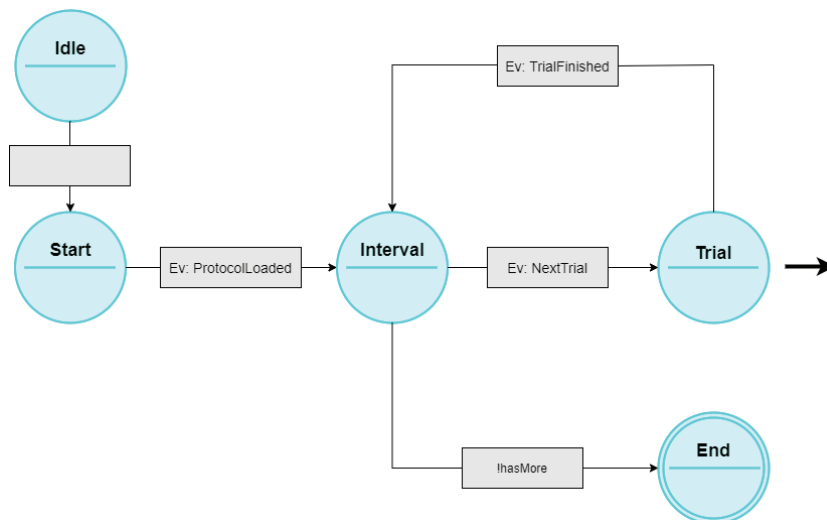 Idle
Ev: TrialFinished
Start
Ev: ProtocolLoaded
Interval
Ev: NextTrial
Trial
!hasMore
End